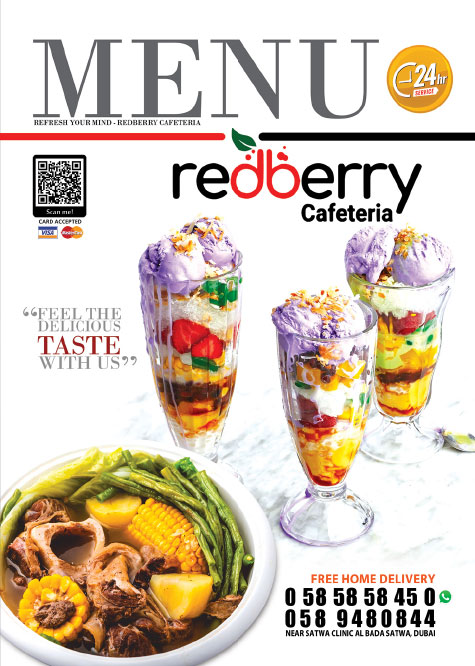 MENU
24hr
SERVICE
REFRESH YOUR MIND - REDBERRY CAFETERIA
redberry
Cafeteria
Scan me!
CARD ACCEPTED
VISA
MasterCard
“FEEL THE
DELICIOUS
TASTE
WITH US”
FREE HOME DELIVERY
0 58 58 58 45 0
058 9480844
NEAR SATWA CLINIC AL BADA SATWA, DUBAI